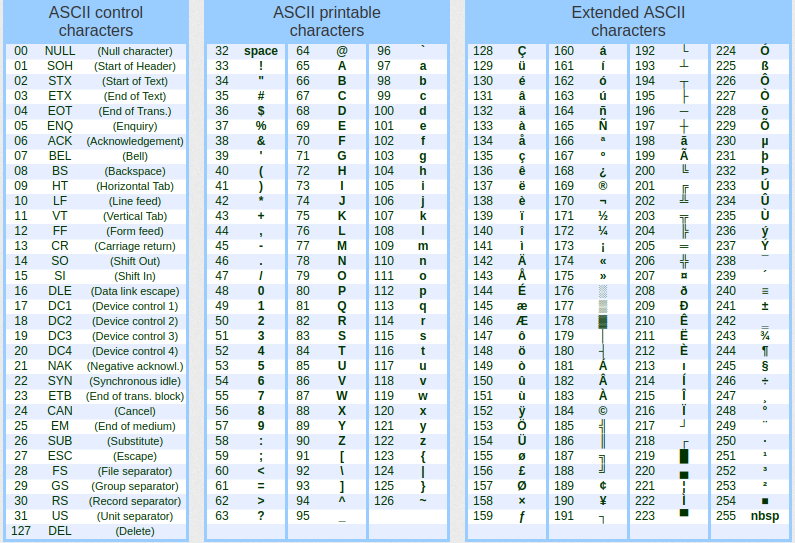 ASCII control
characters
00 NULL (Null character)
01 SOH (Start of Header)
02 STX (Start of Text)
03 ETX (End of Text)
04 EOT (End of Trans.)
05 ENQ (Enquiry)
06 ACK (Acknowledgement)
07 BEL (Bell)
08 BS (Backspace)
09 HT (Horizontal Tab)
10 LF (Line feed)
11 VT (Vertical Tab)
12 FF (Form feed)
13 CR (Carriage return)
14 SO (Shift Out)
15 SI (Shift In)
16 DLE (Data link escape)
17 DC1 (Device control 1)
18 DC2 (Device control 2)
19 DC3 (Device control 3)
20 DC4 (Device control 4)
21 NAK (Negative acknowl.)
22 SYN (Synchronous idle)
23 ETB (End of trans. block)
24 CAN (Cancel)
25 EM (End of medium)
26 SUB (Substitute)
27 ESC (Escape)
28 FS (File separator)
29 GS (Group separator)
30 RS (Record separator)
31 US (Unit separator)
127 DEL (Delete)
ASCII printable
characters
32 space 64 @ 96 `
33 ! 65 A 97 a
34 " 66 B 98 b
35 # 67 C 99 c
36 $ 68 D 100 d
37 % 69 E 101 e
38 & 70 F 102 f
39 ' 71 G 103 g
40 ( 72 H 104 h
41 ) 73 I 105 i
42 * 74 J 106 j
43 + 75 K 107 k
44 , 76 L 108 l
45 - 77 M 109 m
46 . 78 N 110 n
47 / 79 O 111 o
48 0 80 P 112 p
49 1 81 Q 113 q
50 2 82 R 114 r
51 3 83 S 115 s
52 4 84 T 116 t
53 5 85 U 117 u
54 6 86 V 118 v
55 7 87 W 119 w
56 8 88 X 120 x
57 9 89 Y 121 y
58 : 90 Z 122 z
59 ; 91 [ 123 {
60 < 92 \ 124 |
61 = 93 ] 125 }
62 > 94 ^ 126 ~
63 ? 95 _
Extended ASCII
characters
128 Ç 160 á 192 └ 224 Ó
129 ü 161 í 193 ┴ 225 ß
130 é 162 ó 194 ┬ 226 Ô
131 â 163 ú 195 ├ 227 Ò
132 ä 164 ñ 196 ─ 228 õ
133 à 165 Ñ 197 ┼ 229 Õ
134 å 166 ª 198 ã 230 µ
135 ç 167 º 199 Ã 231 þ
136 ê 168 ¿ 200 ╚ 232 Þ
137 ë 169 ® 201 ╔ 233 Ú
138 è 170 ¬ 202 ╩ 234 Û
139 ï 171 ½ 203 ╦ 235 Ù
140 î 172 ¼ 204 ╠ 236 ý
141 ì 173 ¡ 205 ═ 237 Ý
142 Ä 174 « 206 ╬ 238 ¯
143 Å 175 » 207 ¤ 239 ´
144 É 176 ░ 208 ð 240 ≡
145 æ 177 ▒ 209 Ð 241 ±
146 Æ 178 ▓ 210 Ê 242 ‗
147 ô 179 │ 211 Ë 243 ¾
148 ö 180 ┤ 212 È 244 ¶
149 ò 181 Á 213 ı 245 §
150 û 182 Â 214 Í 246 ÷
151 ù 183 À 215 Î 247 ¸
152 ÿ 184 © 216 Ï 248 °
153 Ö 185 ╣ 217 ┘ 249 ¨
154 Ü 186 ║ 218 ┌ 250 ·
155 ø 187 ╗ 219 █ 251 ¹
156 £ 188 ╝ 220 ▄ 252 ³
157 Ø 189 ¢ 221 ¦ 253 ²
158 × 190 ¥ 222 Ì 254 ■
159 ƒ 191 ┐ 223 ▀ 255 nbsp